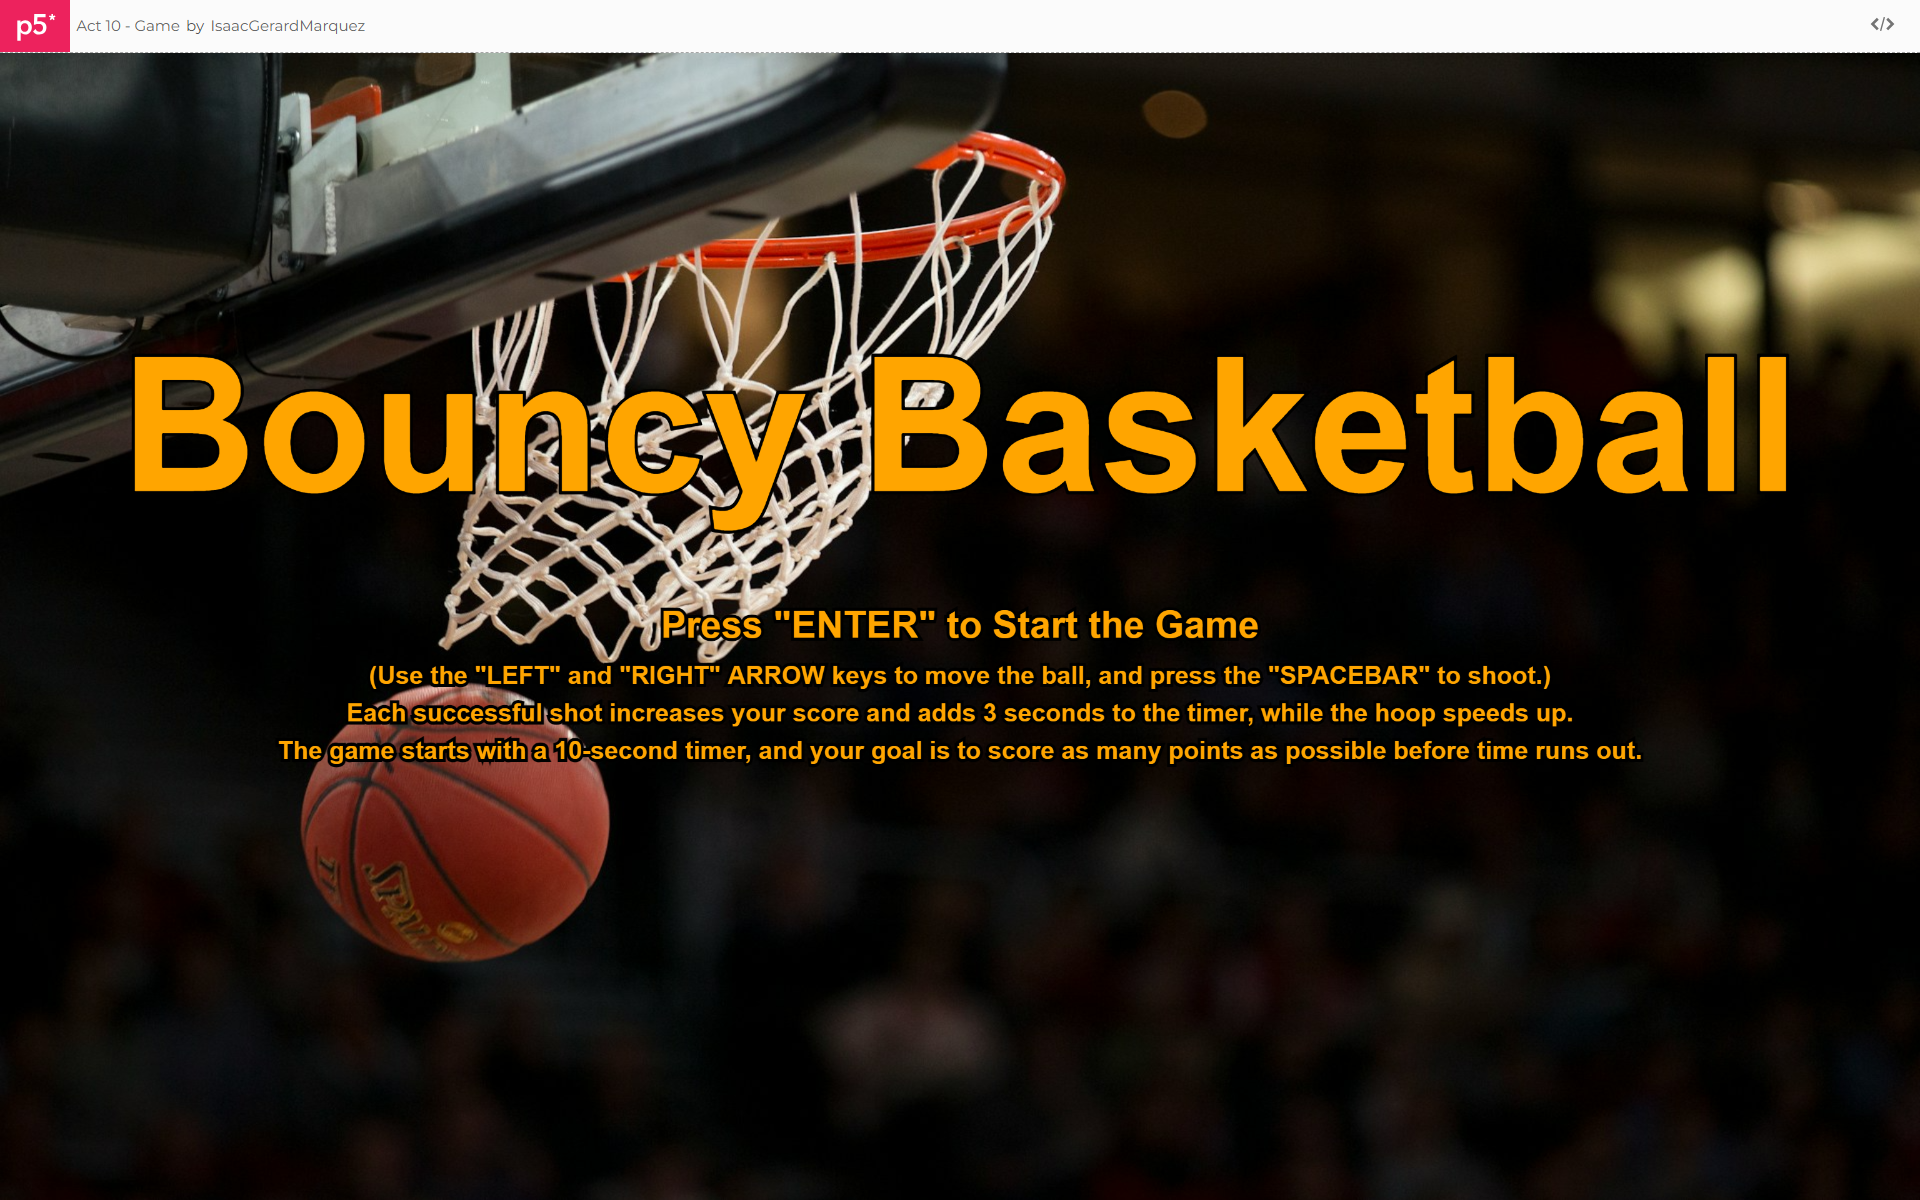 p5* Act 10 - Game by IsaacGerardMarquez </>
Bouncy Basketball
Press "ENTER" to Start the Game
(Use the "LEFT" and "RIGHT" ARROW keys to move the ball, and press the "SPACEBAR" to shoot.)
Each successful shot increases your score and adds 3 seconds to the timer, while the hoop speeds up.
The game starts with a 10-second timer, and your goal is to score as many points as possible before time runs out.